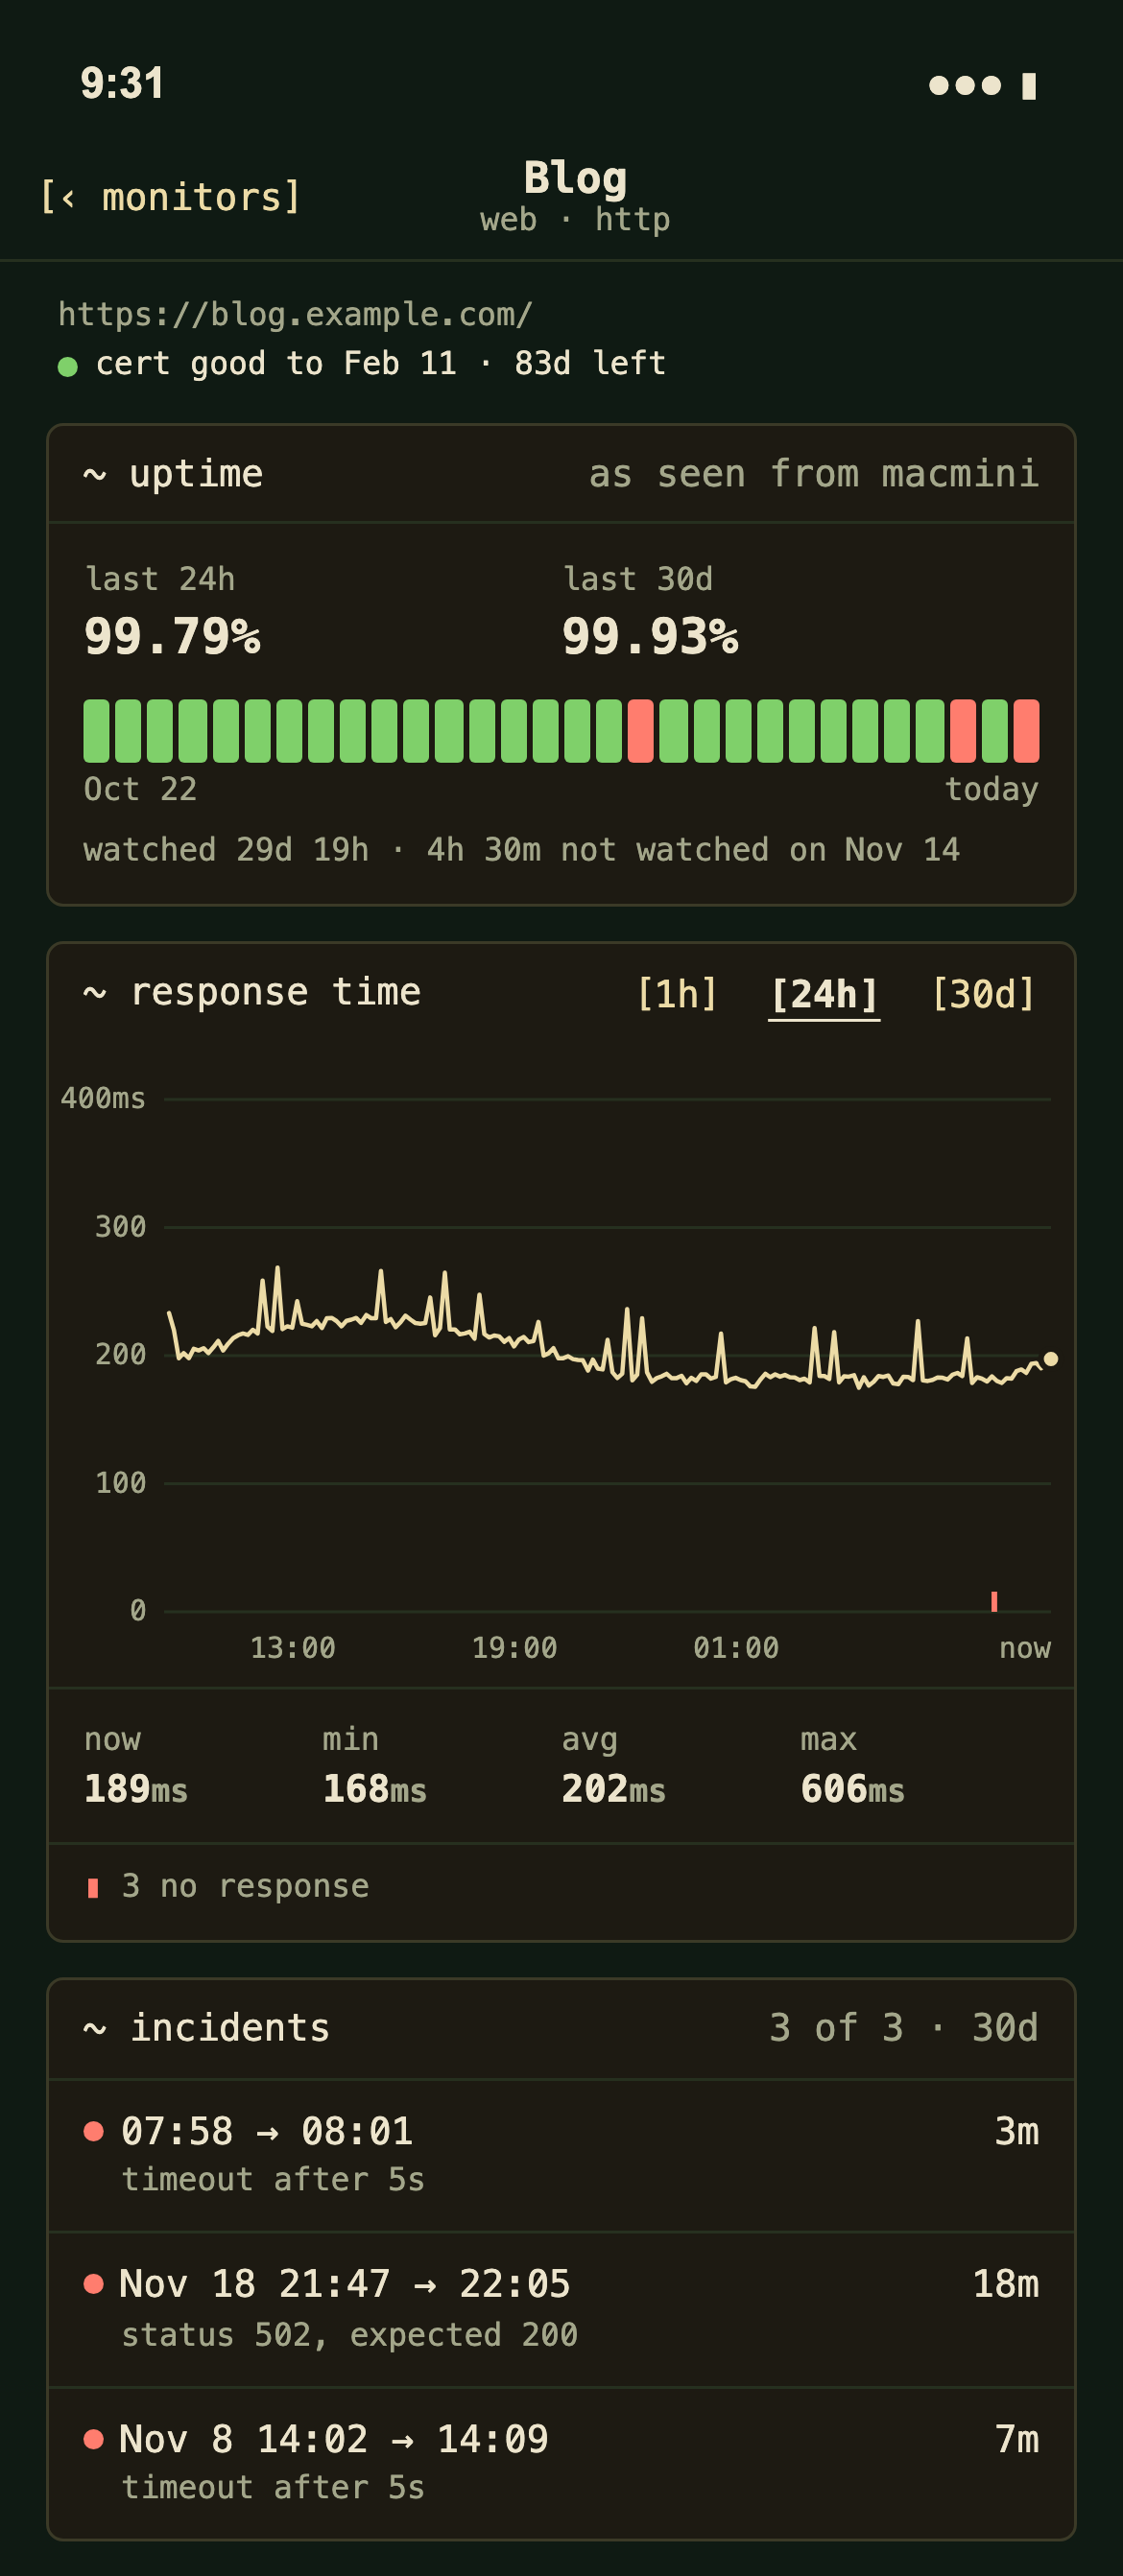 9:31
[‹ monitors]
Blog
web · http
https://blog.example.com/
cert good to Feb 11 · 83d left
~ uptime as seen from macmini
last 24h last 30d
99.79% 99.93%
Oct 22 today
watched 29d 19h · 4h 30m not watched on Nov 14
~ response time [1h] [24h] [30d]
400ms
300
200
100
0
13:00 19:00 01:00 now
now min avg max
189ms 168ms 202ms 606ms
3 no response
~ incidents 3 of 3 · 30d
07:58 → 08:01 3m
timeout after 5s
Nov 18 21:47 → 22:05 18m
status 502, expected 200
Nov 8 14:02 → 14:09 7m
timeout after 5s